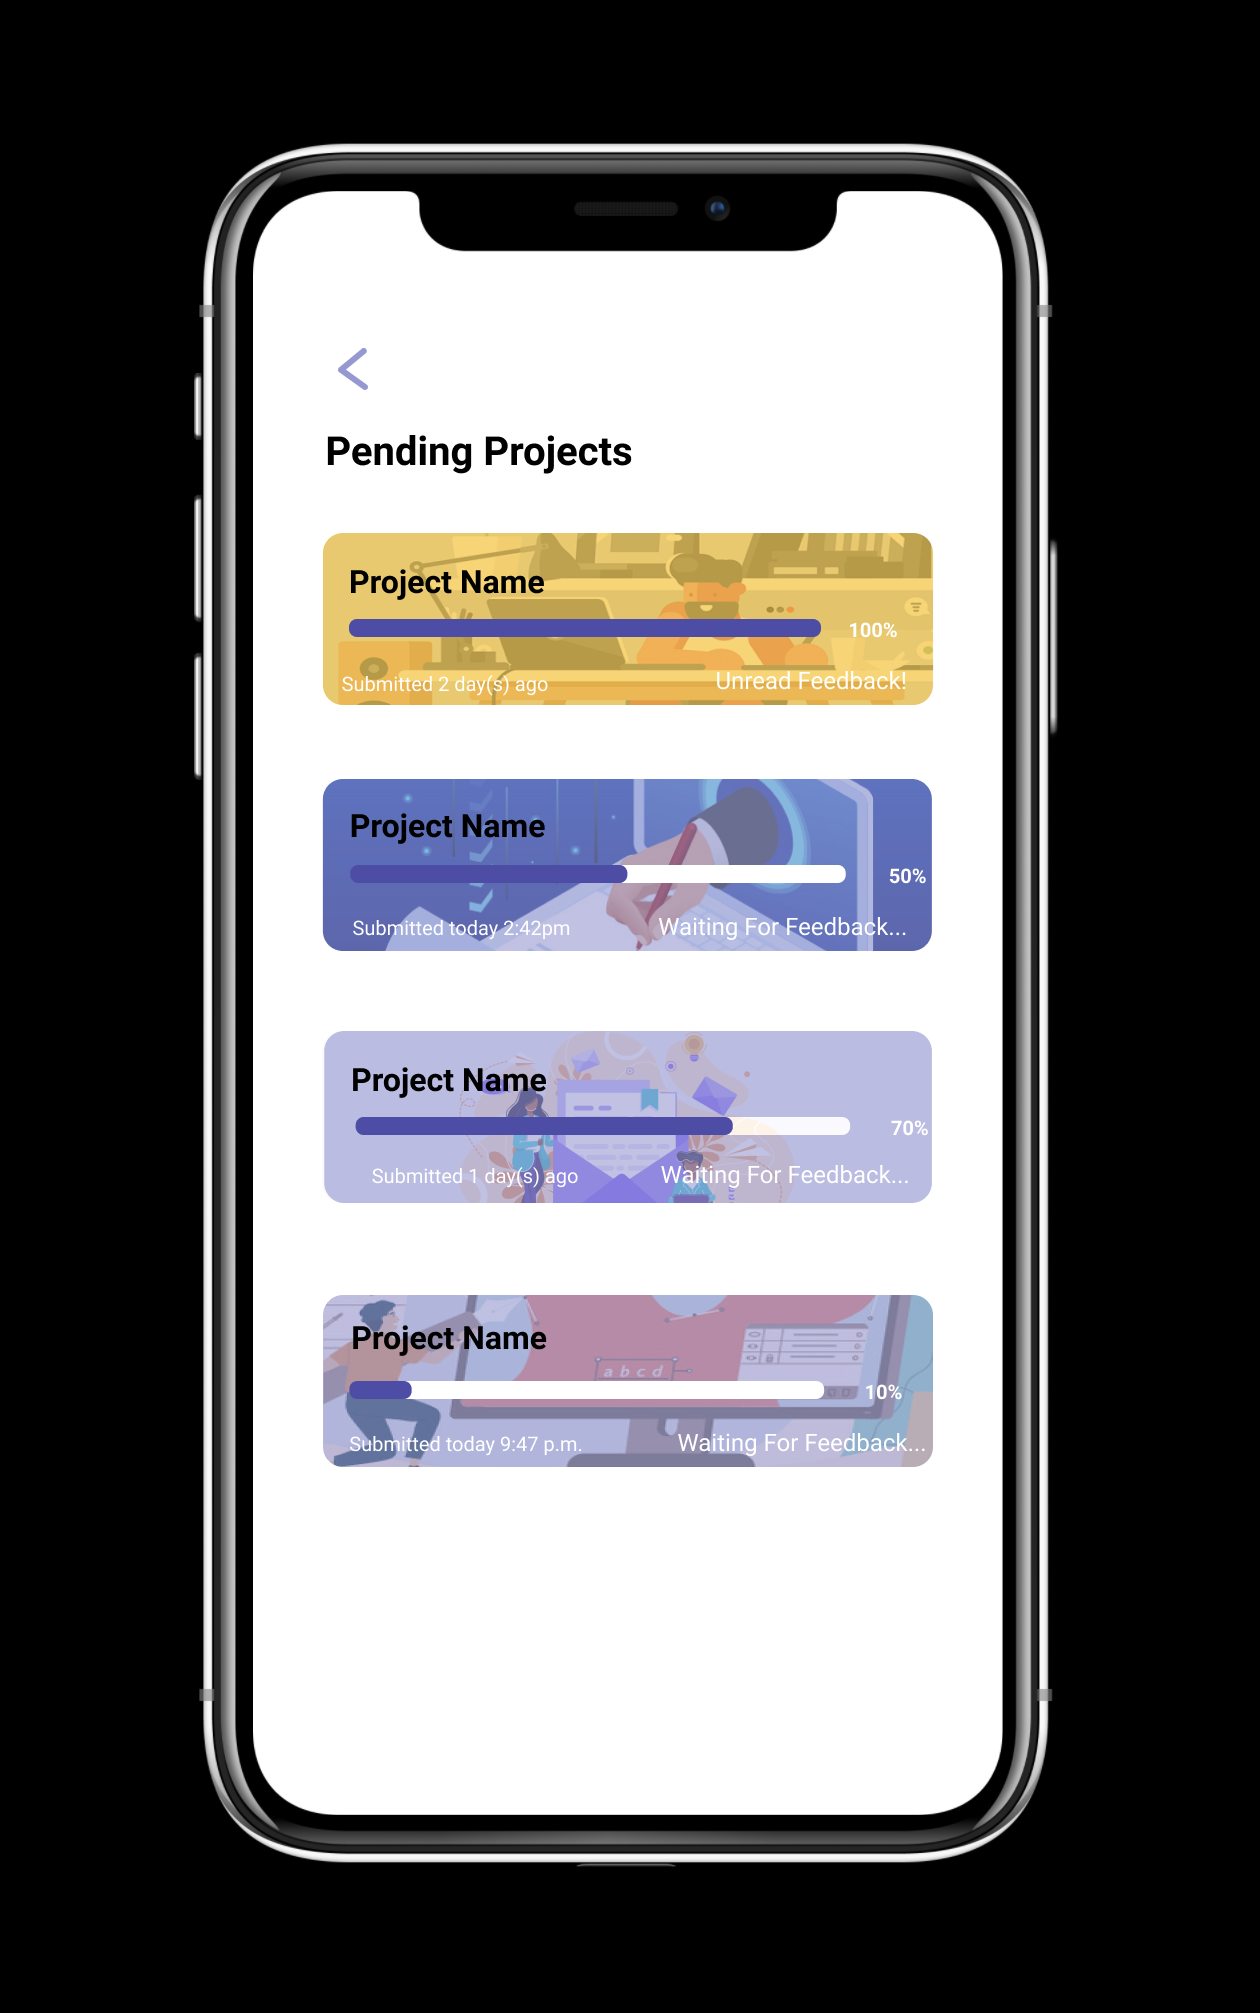 Pending Projects
Project Name
100%
Submitted 2 day(s) ago
Unread Feedback!
Project Name
50%
Submitted today 2:42pm
Waiting For Feedback...
Project Name
70%
Submitted 1 day(s) ago
Waiting For Feedback...
a b c d
Project Name
10%
Submitted today 9:47 p.m.
Waiting For Feedback...